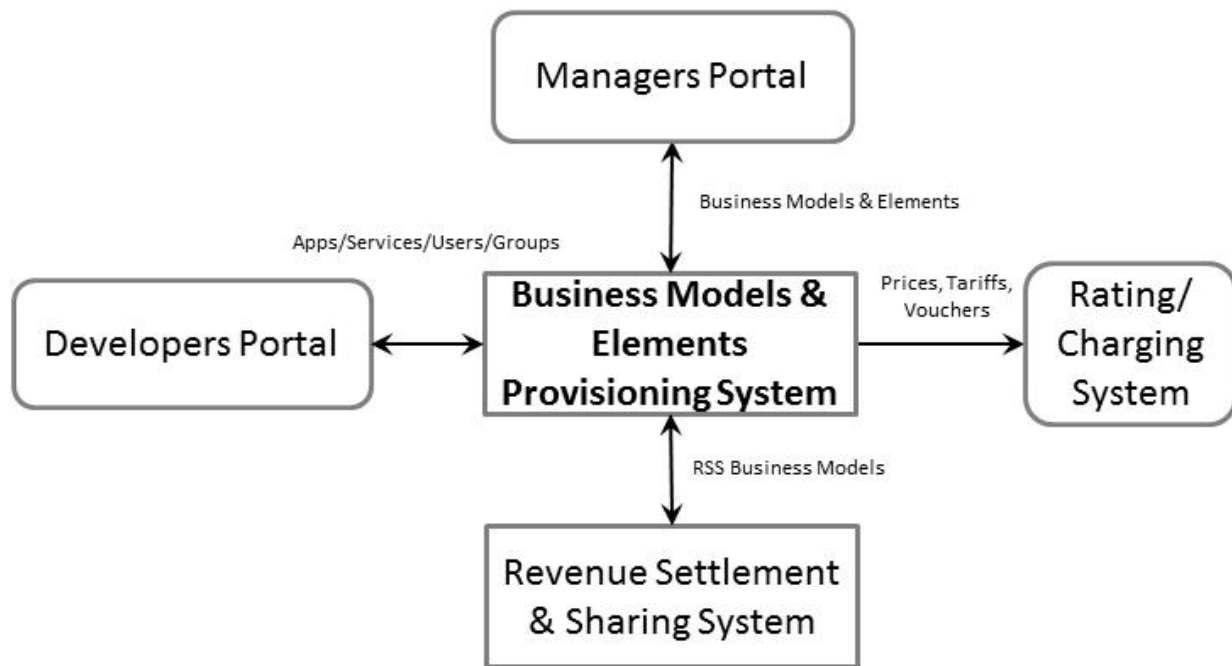 Managers Portal
Business Models & Elements
Apps/Services/Users/Groups
Developers Portal
Business Models &
Elements
Provisioning System
Prices, Tariffs,
Vouchers
Rating/
Charging
System
RSS Business Models
Revenue Settlement
& Sharing System